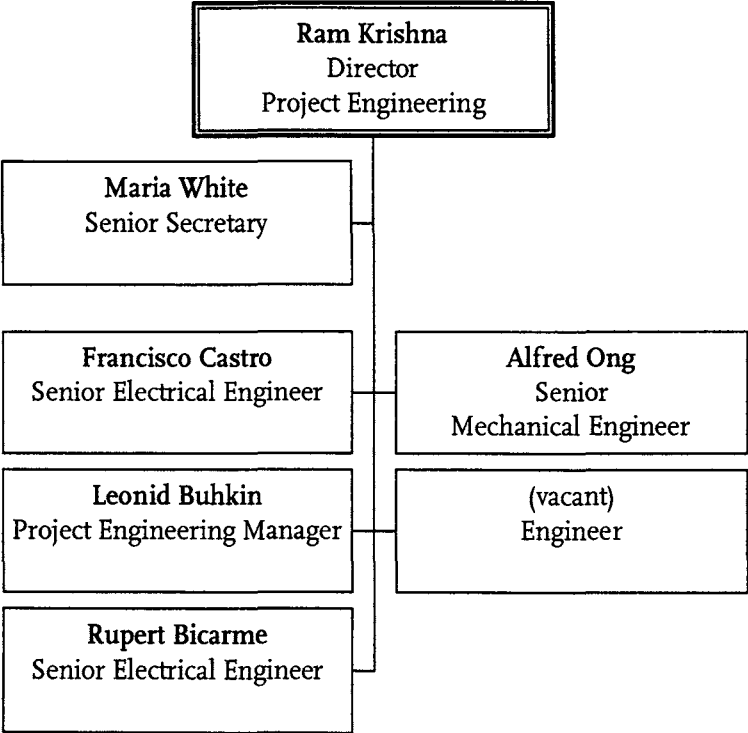 Ram Krishna
Director
Project Engineering
Maria White
Senior Secretary
Francisco Castro
Senior Electrical Engineer
Alfred Ong
Senior
Mechanical Engineer
Leonid Buhkin
Project Engineering Manager
(vacant)
Engineer
Rupert Bicarme
Senior Electrical Engineer